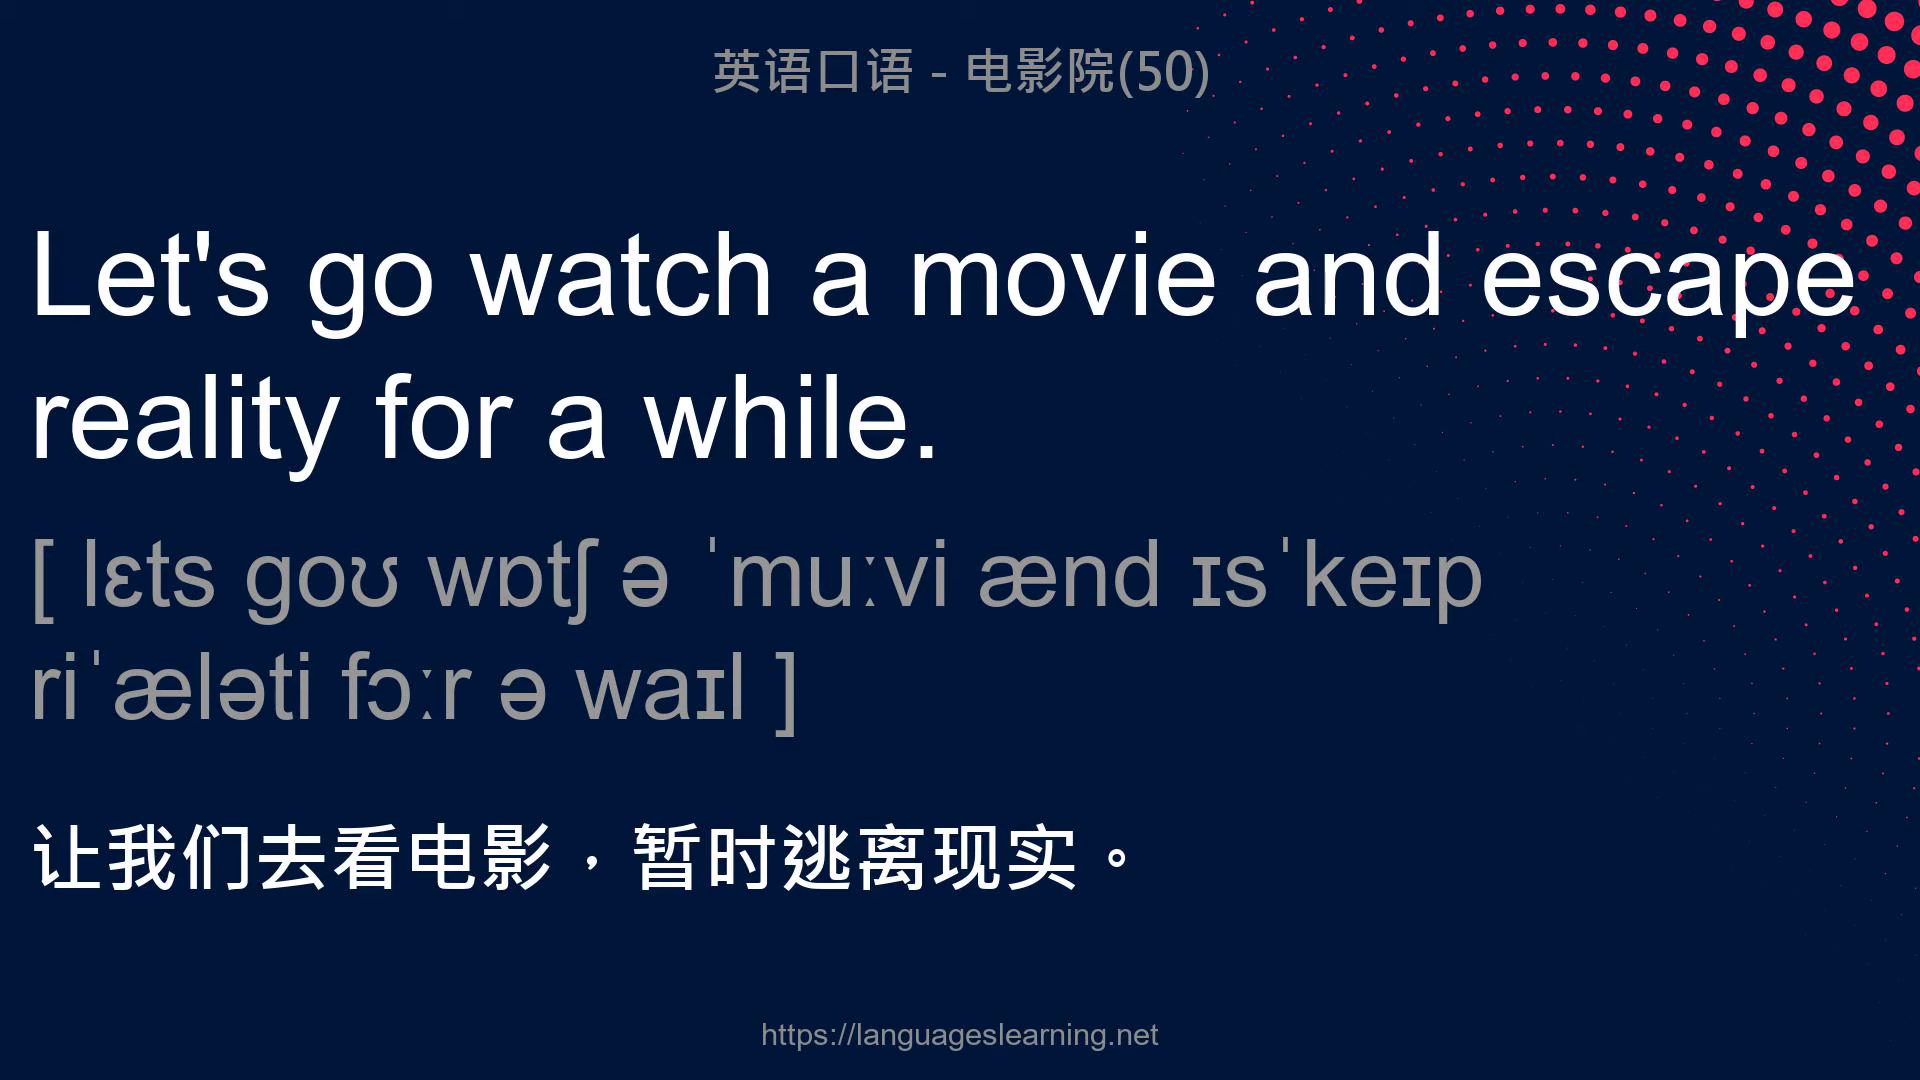 英语口语 - 电影院(50)
Let's go watch a movie and escape
reality for a while.
[ lɛts goʊ wɒtʃ ə ˈmuːvi ænd ɪsˈkeɪp
riˈæləti fɔːr ə waɪl ]
让我们去看电影，暂时逃离现实。
https://languageslearning.net